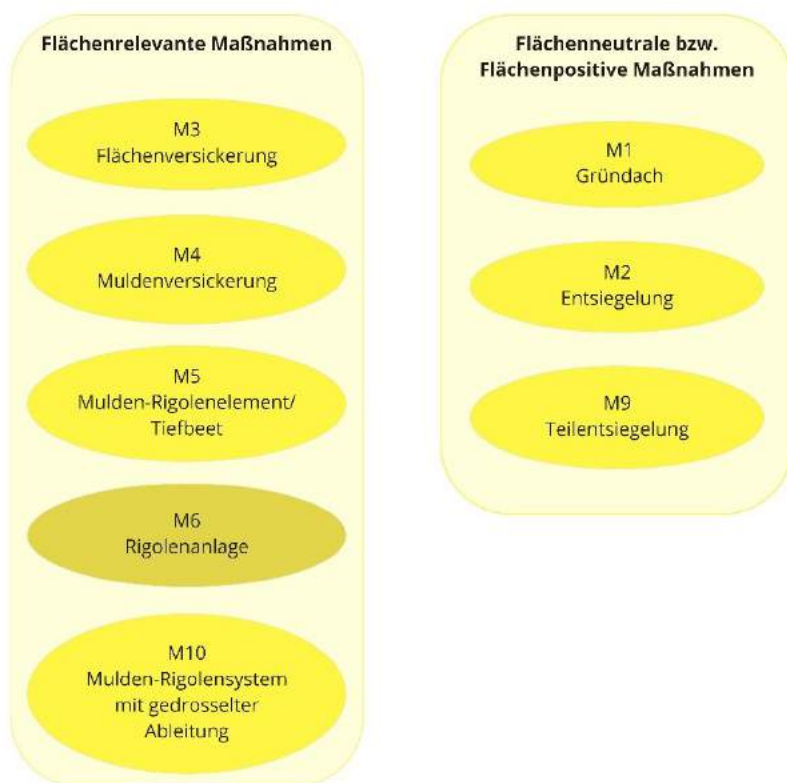 Flächenrelevante Maßnahmen
M3
Flächenversickerung
M4
Muldenversickerung
M5
Mulden-Rigolenelement/
Tiefbeet
M6
Rigolenanlage
M10
Mulden-Rigolensystem
mit gedrosselter
Ableitung
Flächenneutrale bzw.
Flächenpositive Maßnahmen
M1
Gründach
M2
Entsiegelung
M9
Teilentsiegelung